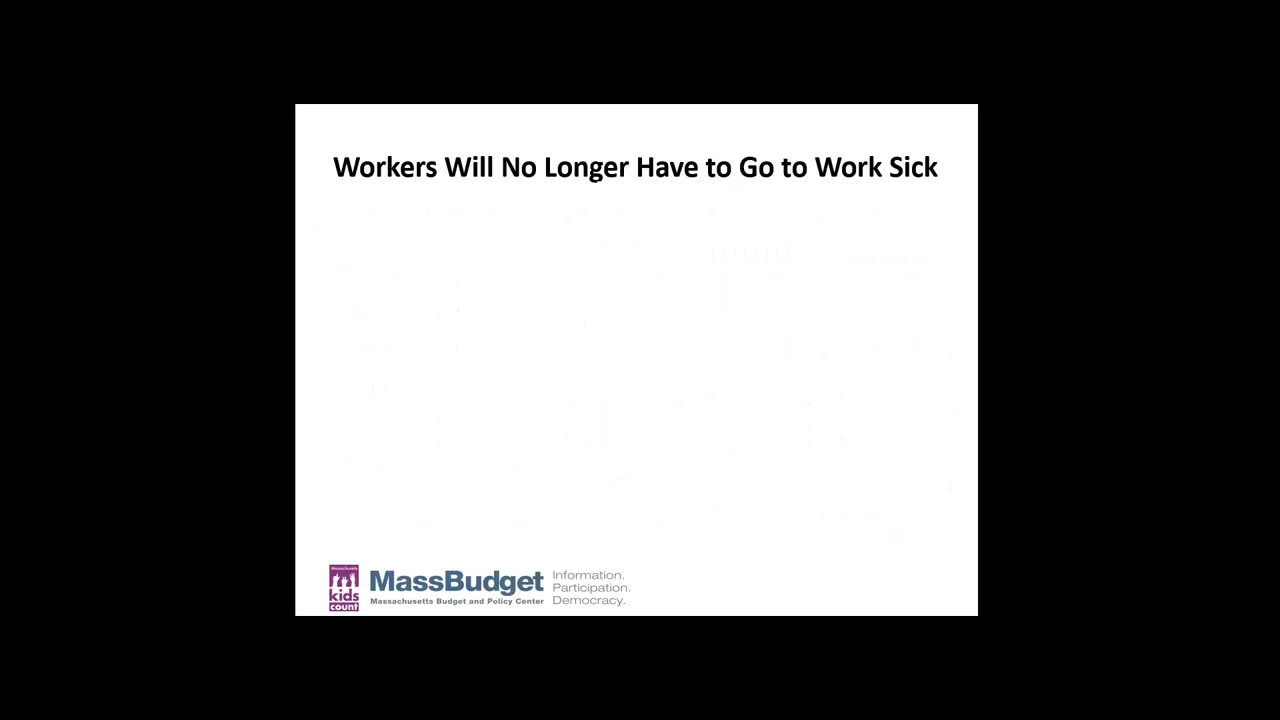 Workers Will No Longer Have to Go to Work Sick
Massachusetts
kids
count
MassBudget
Massachusetts Budget and Policy Center
Information.
Participation.
Democracy.